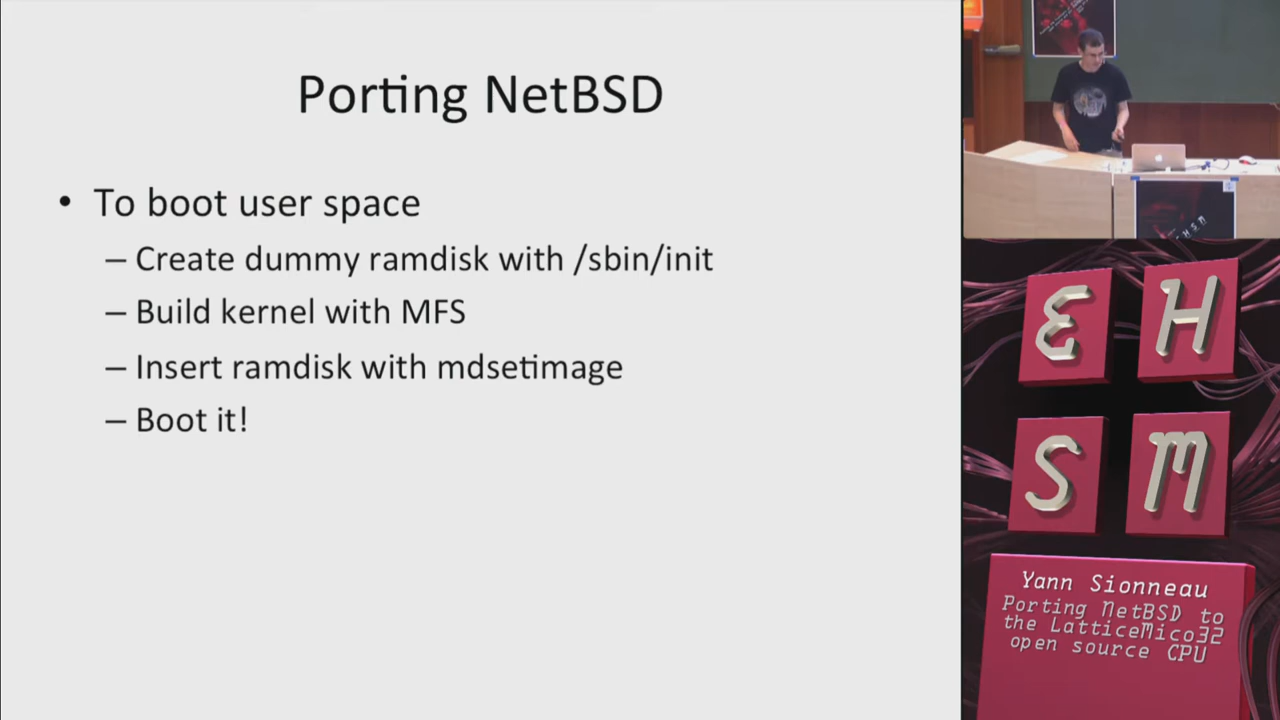 Porting NetBSD
• To boot user space
– Create dummy ramdisk with /sbin/init
– Build kernel with MFS
– Insert ramdisk with mdsetimage
– Boot it!
E H
S M
Yann Sionneau
Porting NetBSD to
the LatticeMico32
open source CPU